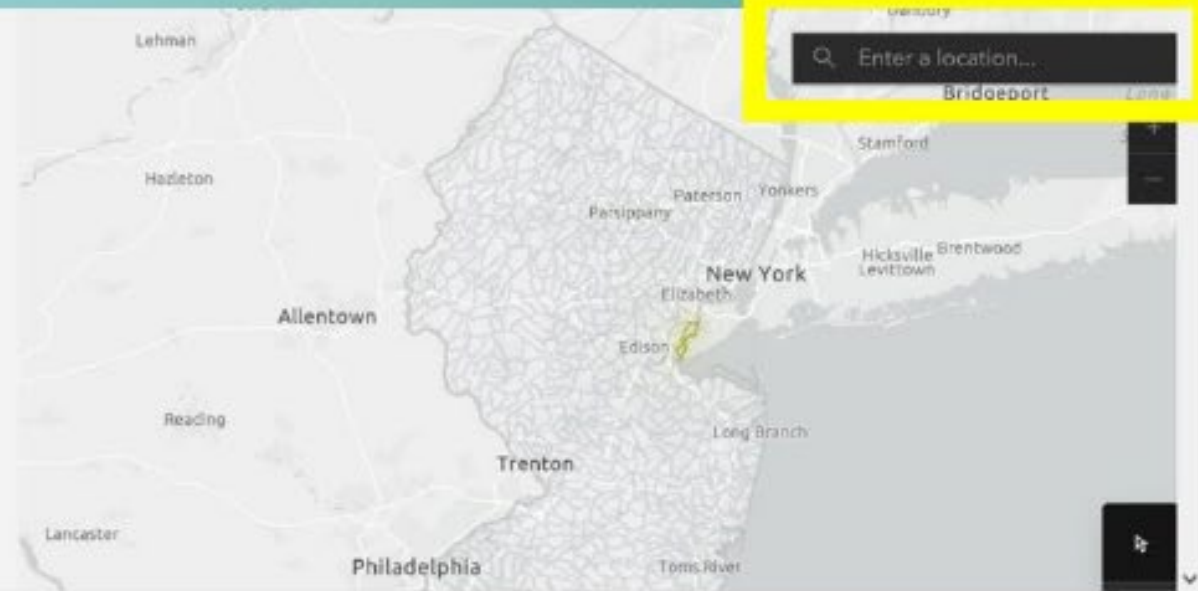 Danbury
Lehman
Enter a location...
Bridgeport
Long
Stamford
Hazleton
Paterson
Yonkers
Parsippany
Brentwood
Hicksville
Levittown
New York
Elizabeth
Allentown
Edison
Reading
Long Branch
Trenton
Lancaster
Philadelphia
Toms River